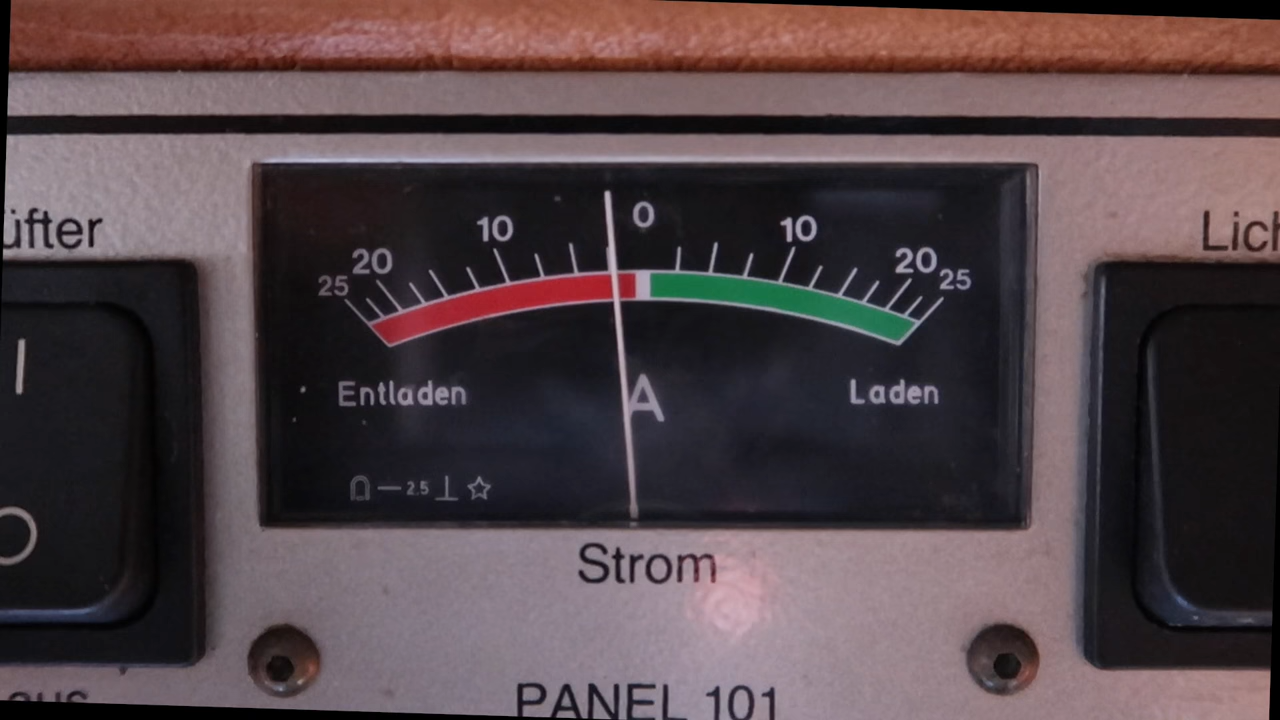 10 0 10
25 20 20 25
üfter
Lich
Entladen A Laden
2.5
I
O
Strom
PANEL 101